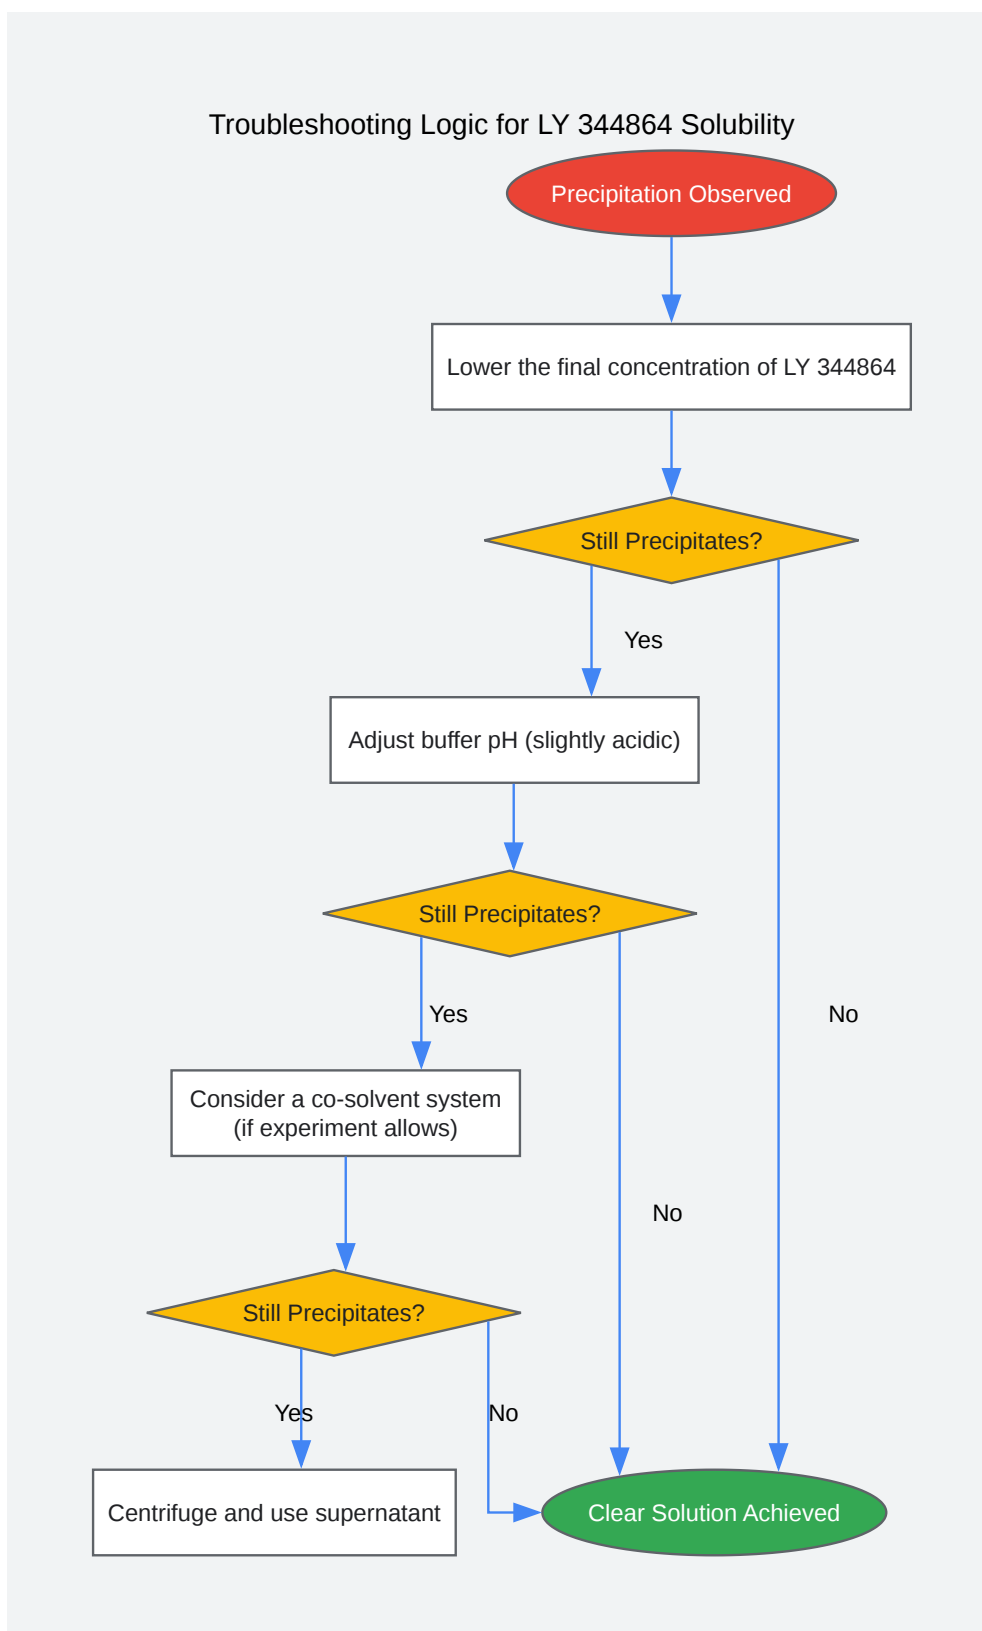 Troubleshooting Logic for LY 344864 Solubility
Precipitation Observed
Lower the final concentration of LY 344864
Still Precipitates?
Yes
Adjust buffer pH (slightly acidic)
Still Precipitates?
Yes
No
Consider a co-solvent system
(if experiment allows)
No
Still Precipitates?
Yes
No
Centrifuge and use supernatant
Clear Solution Achieved